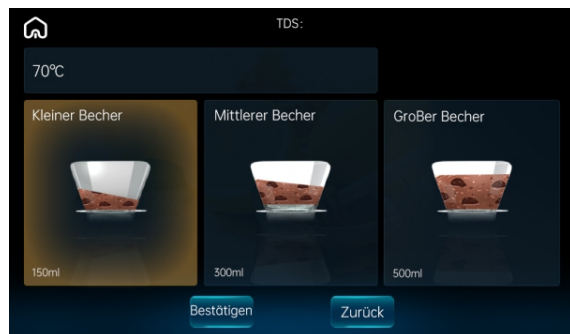 TDS:
70℃
Kleiner Becher
Mittlerer Becher
GroBer Becher
150ml
300ml
500ml
Bestätigen
Zurück